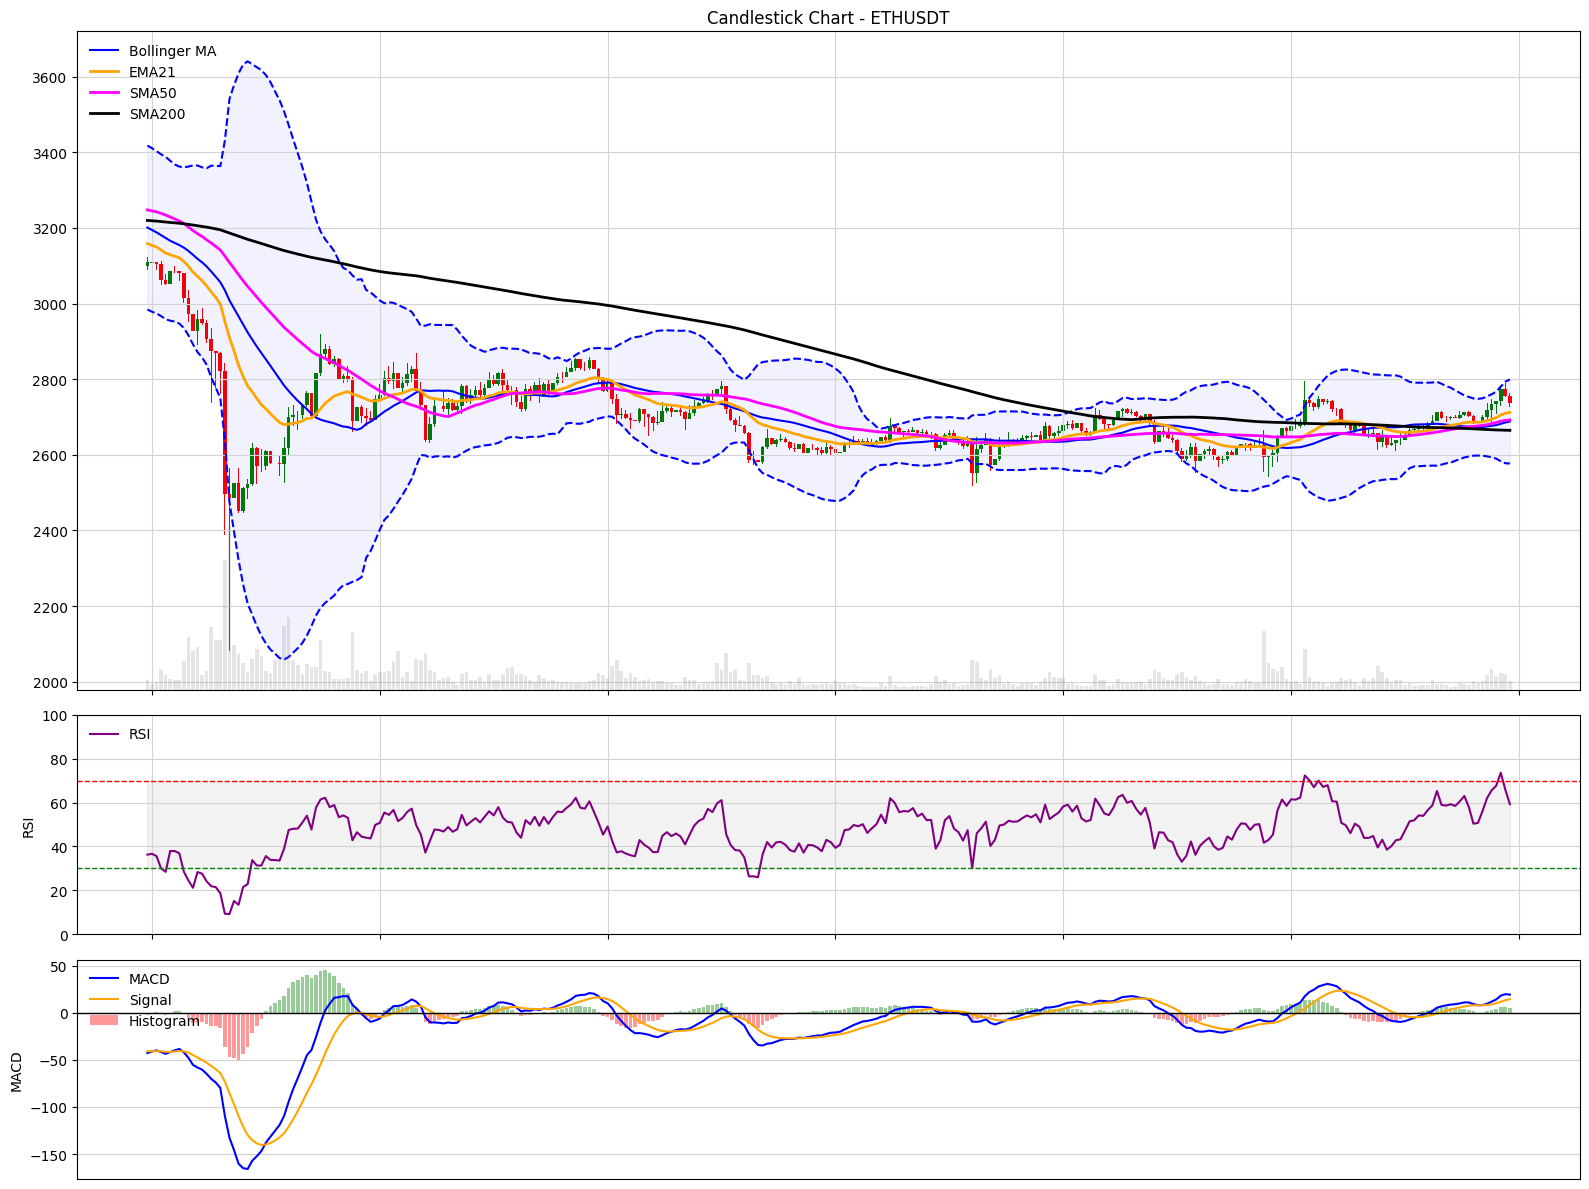 Candlestick Chart - ETHUSDT
Bollinger MA
EMA21
SMA50
SMA200
3600
3400
3200
3000
2800
2600
2400
2200
2000
RSI
100
80
60
40
20
0
RSI
MACD
Signal
Histogram
50
0
−50
−100
−150
MACD